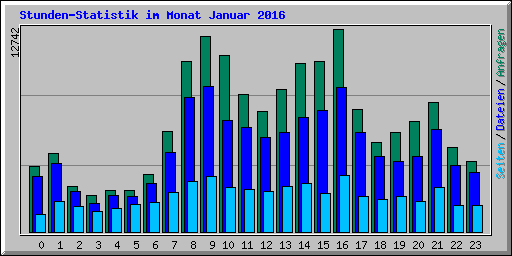 Stunden-Statistik im Monat Januar 2016
12742
Seiten / Dateien / Anfragen
0 1 2 3 4 5 6 7 8 9 10 11 12 13 14 15 16 17 18 19 20 21 22 23